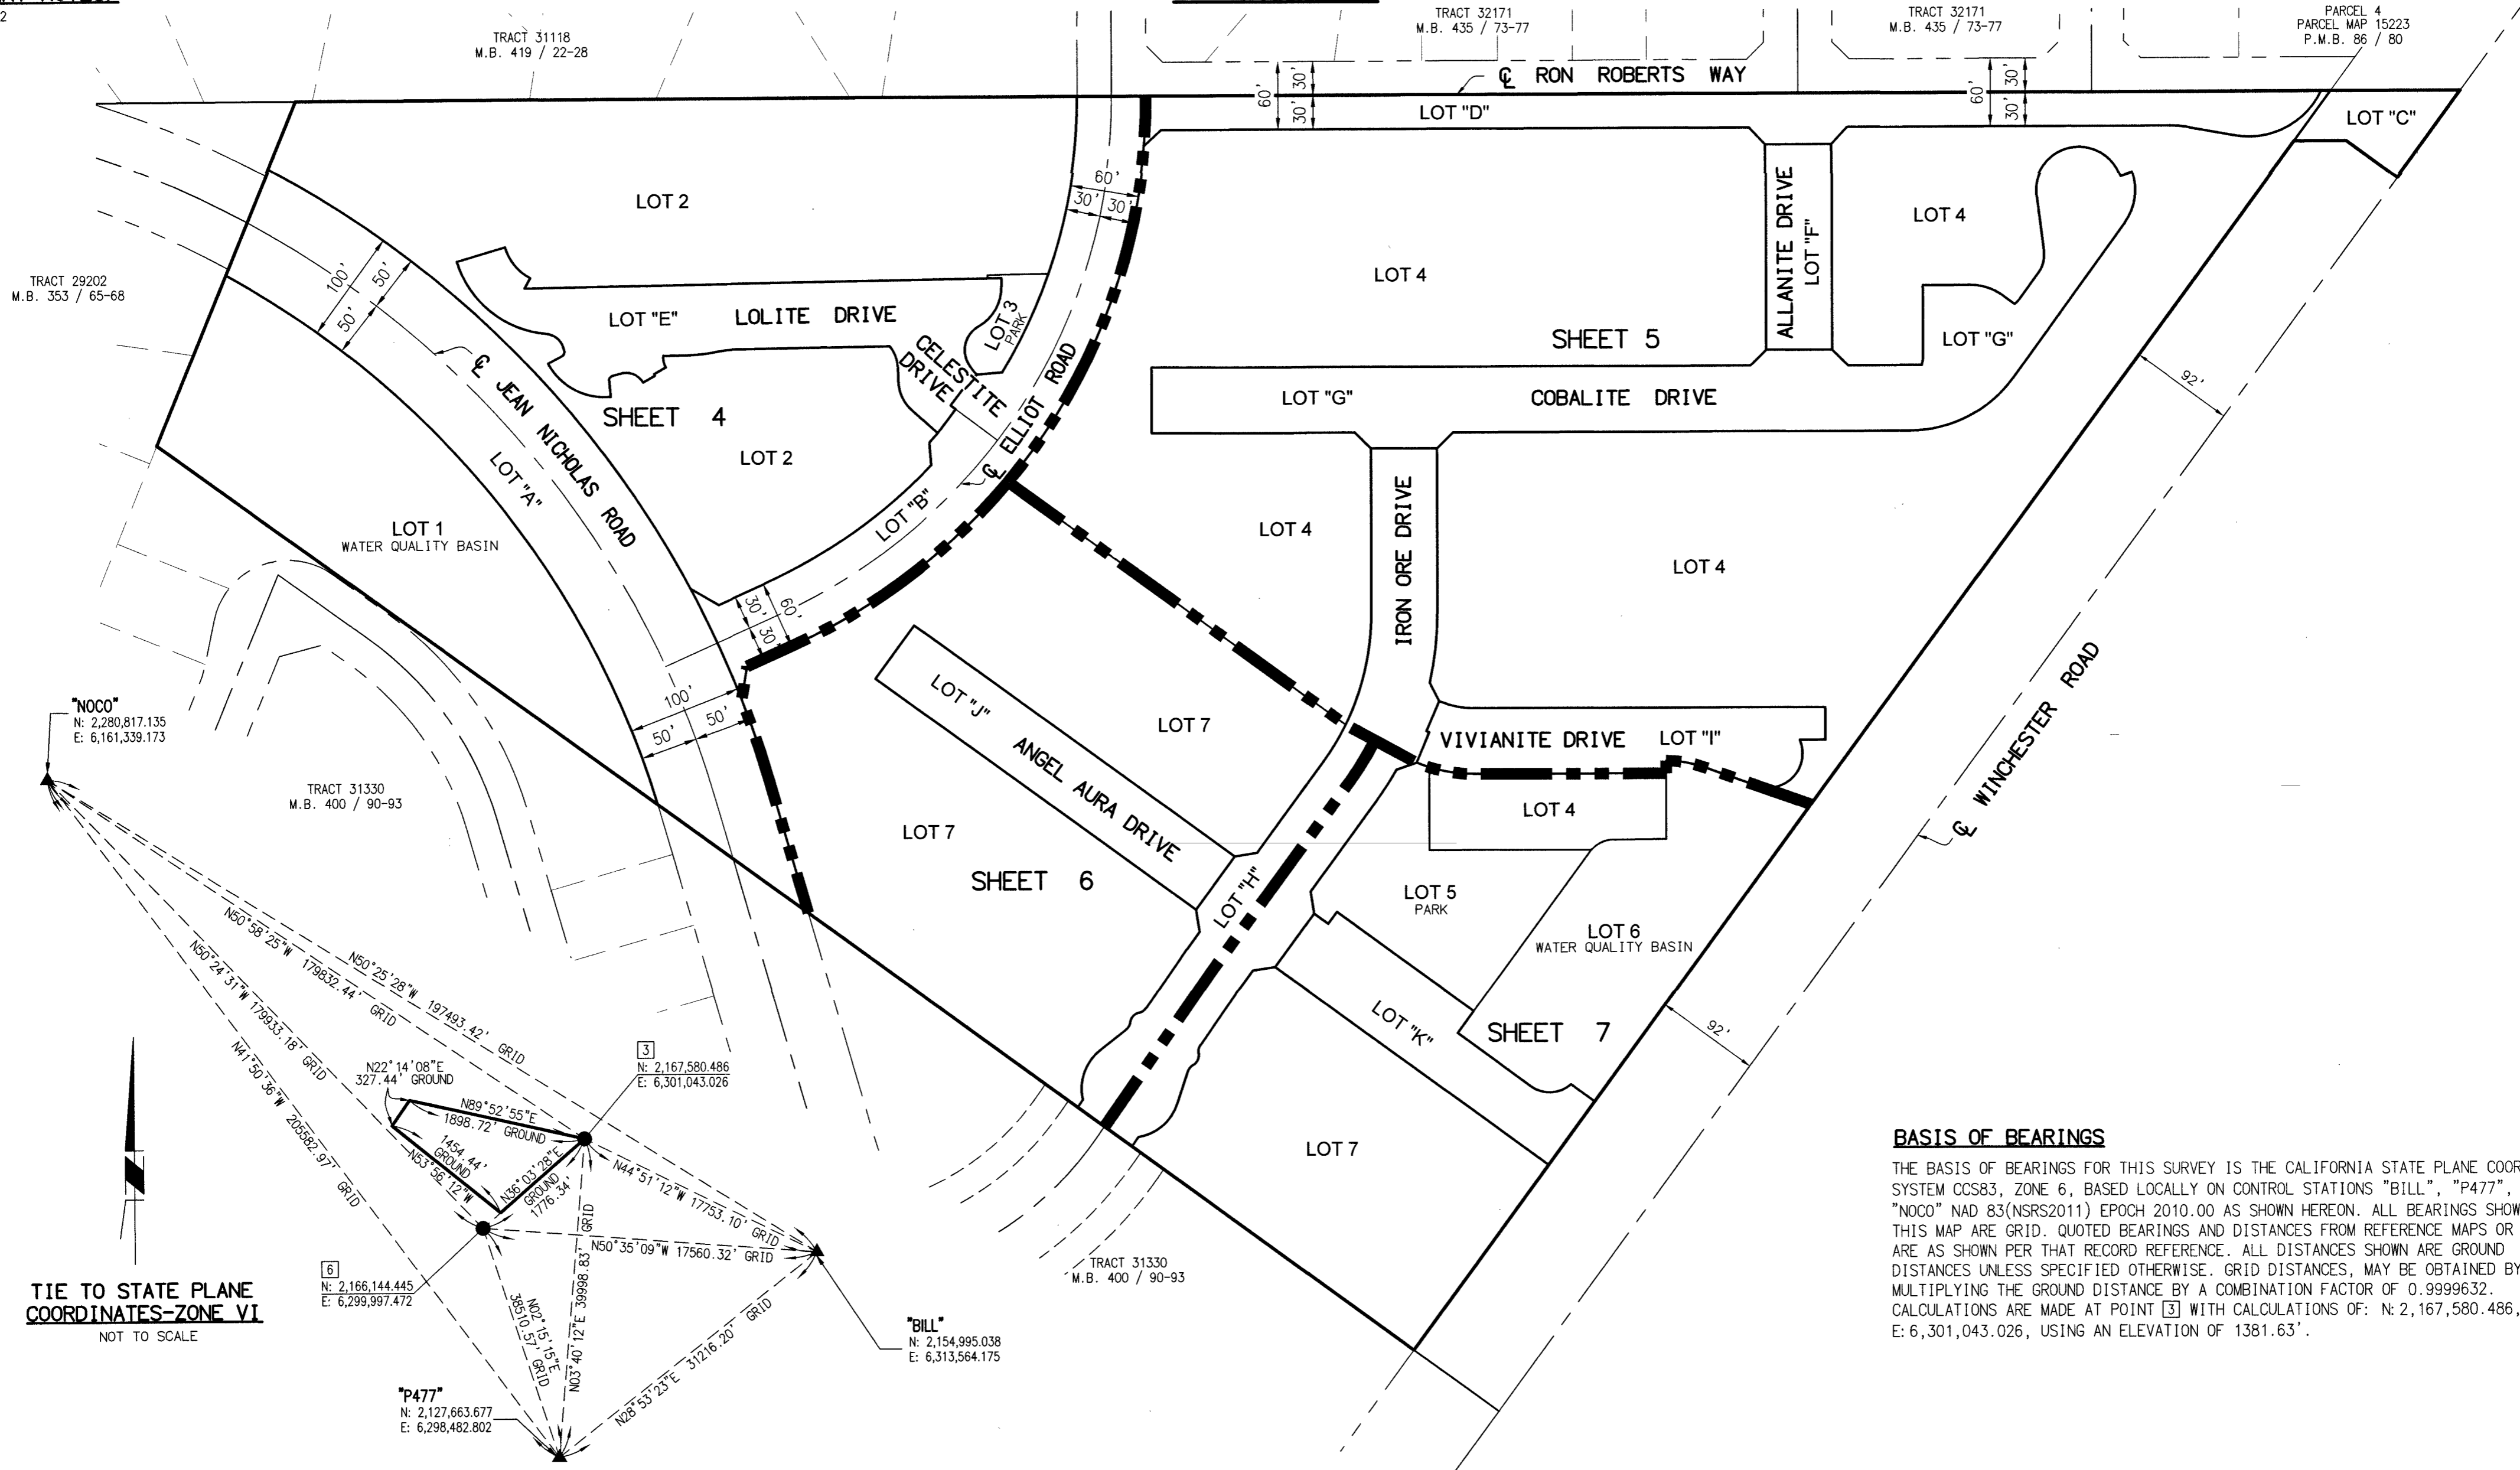 2
TRACT 31118
M.B. 419 / 22-28
TRACT 32171
M.B. 435 / 73-77
TRACT 32171
M.B. 435 / 73-77
PARCEL 4
PARCEL MAP 15223
P.M.B. 86 / 80
60'
30'
30'
℄ RON ROBERTS WAY
60'
30'
30'
LOT "D"
LOT "C"
LOT 2
60'
30'
30'
LOT 4
ALLANITE DRIVE
LOT "F"
LOT 4
TRACT 29202
M.B. 353 / 65-68
100'
50'
50'
LOT "E"
LOLITE DRIVE
LOT 3
PARK
CELESTITE
DRIVE
℄ ELLIOT ROAD
SHEET 5
LOT "G"
92'
℄ JEAN NICHOLAS ROAD
SHEET 4
LOT "G"
COBALITE DRIVE
LOT 2
LOT "A"
LOT "B"
LOT 1
WATER QUALITY BASIN
LOT 4
IRON ORE DRIVE
LOT 4
30'
60'
30'
100'
50'
50'
LOT "J"
ANGEL AURA DRIVE
LOT 7
VIVIANITE DRIVE
LOT "I"
℄ WINCHESTER ROAD
"NOCO"
N: 2,280,817.135
E: 6,161,339.173
TRACT 31330
M.B. 400 / 90-93
LOT 7
LOT 4
SHEET 6
LOT "H"
LOT 5
PARK
LOT 6
WATER QUALITY BASIN
LOT "K"
SHEET 7
92'
LOT 7
N50°58'25"W 179832.44' GRID
N50°25'28"W 197493.42' GRID
N50°24'31"W 179933.18' GRID
N41°50'36"W 205582.97' GRID
N22°14'08"E
327.44' GROUND
N89°52'55"E
1898.72' GROUND
1454.44'
GROUND
N53°56'12"W
N36°03'28"E
GROUND
1776.34'
3
N: 2,167,580.486
E: 6,301,043.026
N44°51'12"W 17753.10' GRID
N50°35'09"W 17560.32' GRID
6
N: 2,166,144.445
E: 6,299,997.472
N02°15'15"E
38510.57' GRID
N03°40'12"E 39998.83' GRID
N28°53'23"E 31216.20' GRID
"BILL"
N: 2,154,995.038
E: 6,313,564.175
"P477"
N: 2,127,663.677
E: 6,298,482.802
TRACT 31330
M.B. 400 / 90-93
TIE TO STATE PLANE
COORDINATES-ZONE VI
NOT TO SCALE
BASIS OF BEARINGS
THE BASIS OF BEARINGS FOR THIS SURVEY IS THE CALIFORNIA STATE PLANE COOR
SYSTEM CCS83, ZONE 6, BASED LOCALLY ON CONTROL STATIONS "BILL", "P477",
"NOCO" NAD 83(NSRS2011) EPOCH 2010.00 AS SHOWN HEREON. ALL BEARINGS SHOW
THIS MAP ARE GRID. QUOTED BEARINGS AND DISTANCES FROM REFERENCE MAPS OR
ARE AS SHOWN PER THAT RECORD REFERENCE. ALL DISTANCES SHOWN ARE GROUND
DISTANCES UNLESS SPECIFIED OTHERWISE. GRID DISTANCES, MAY BE OBTAINED BY
MULTIPLYING THE GROUND DISTANCE BY A COMBINATION FACTOR OF 0.9999632.
CALCULATIONS ARE MADE AT POINT 3 WITH CALCULATIONS OF: N: 2,167,580.486,
E: 6,301,043.026, USING AN ELEVATION OF 1381.63'.